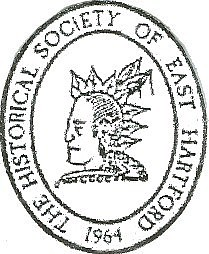 THE HISTORICAL SOCIETY OF EAST HARTFORD
1964